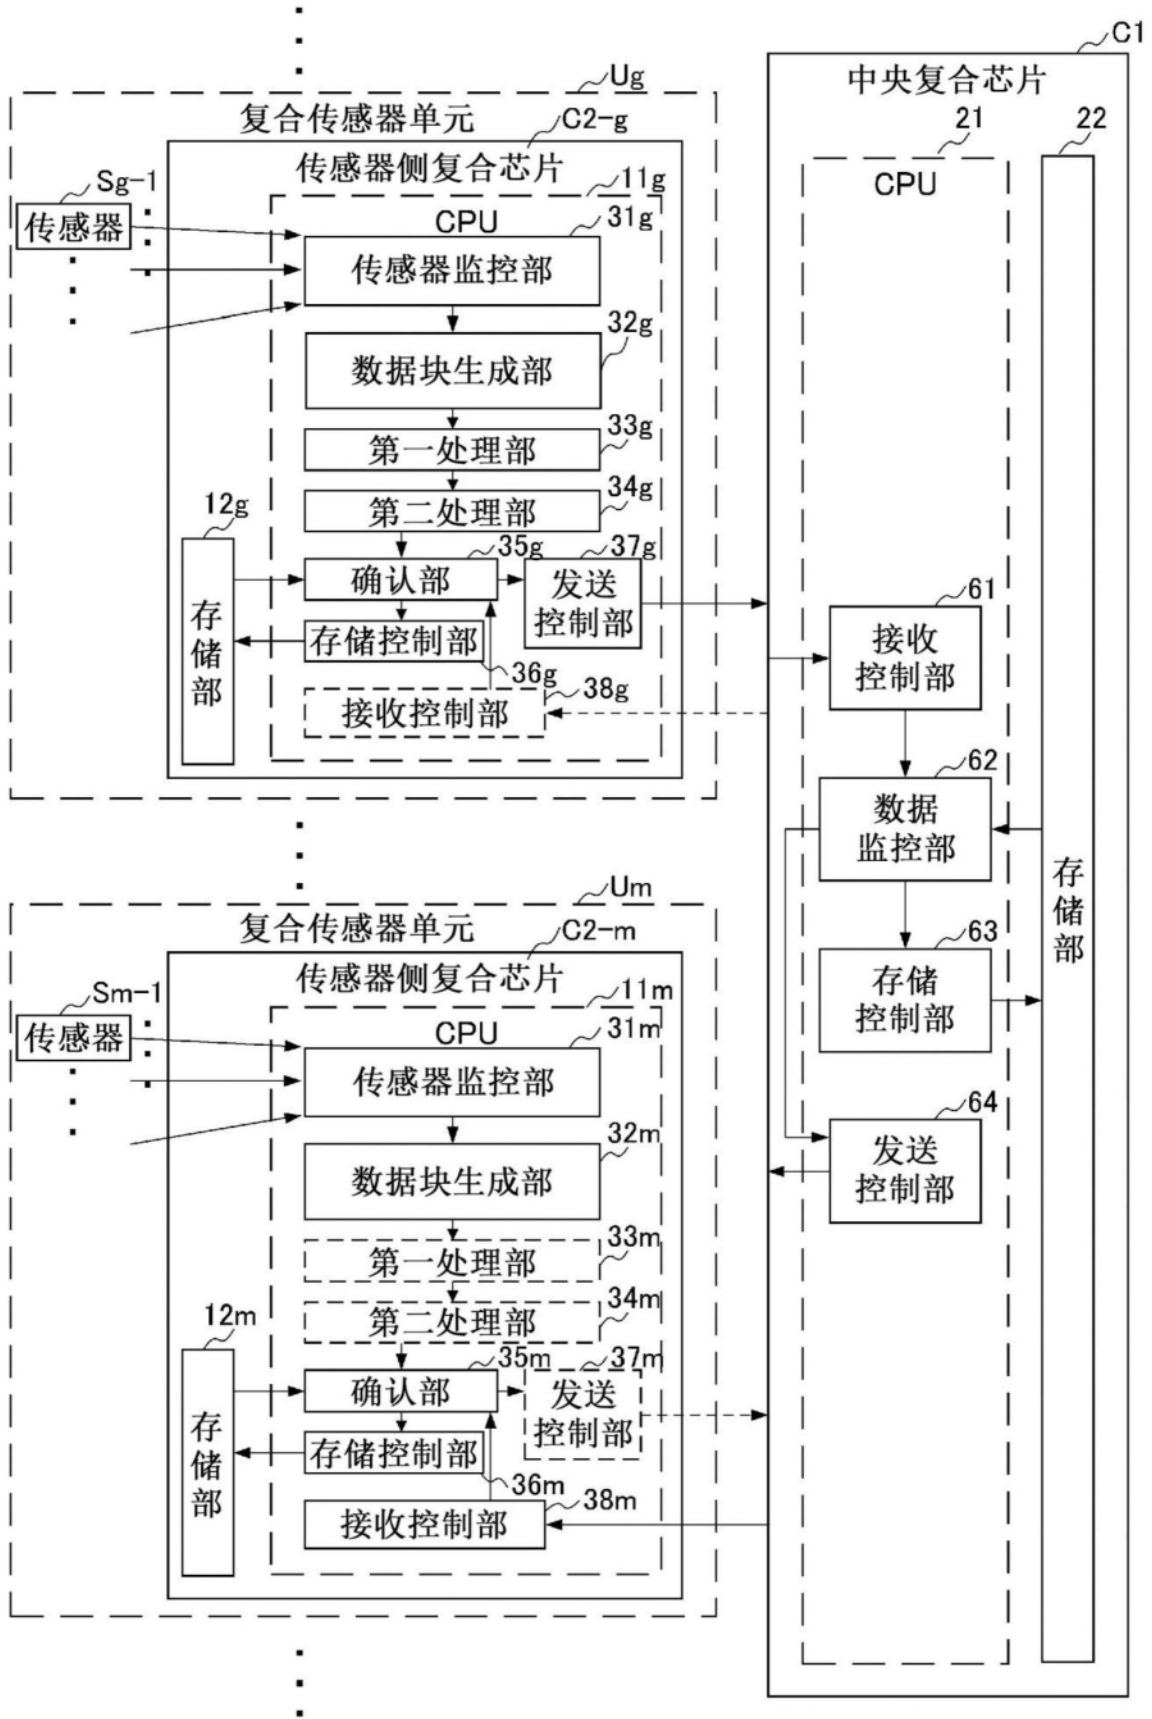 C1
中央复合芯片
21
22
CPU
Ug
复合传感器单元
C2-g
传感器侧复合芯片
Sg-1
传感器
11g
CPU
31g
传感器监控部
32g
数据块生成部
33g
第一处理部
34g
第二处理部
12g
存储部
35g
确认部
37g
发送
控制部
存储控制部
36g
38g
接收控制部
61
接收
控制部
62
数据
监控部
63
存储
控制部
64
发送
控制部
存储部
Um
复合传感器单元
C2-m
传感器侧复合芯片
Sm-1
传感器
11m
CPU
31m
传感器监控部
32m
数据块生成部
33m
第一处理部
34m
第二处理部
12m
存储部
35m
确认部
37m
发送
控制部
存储控制部
36m
38m
接收控制部